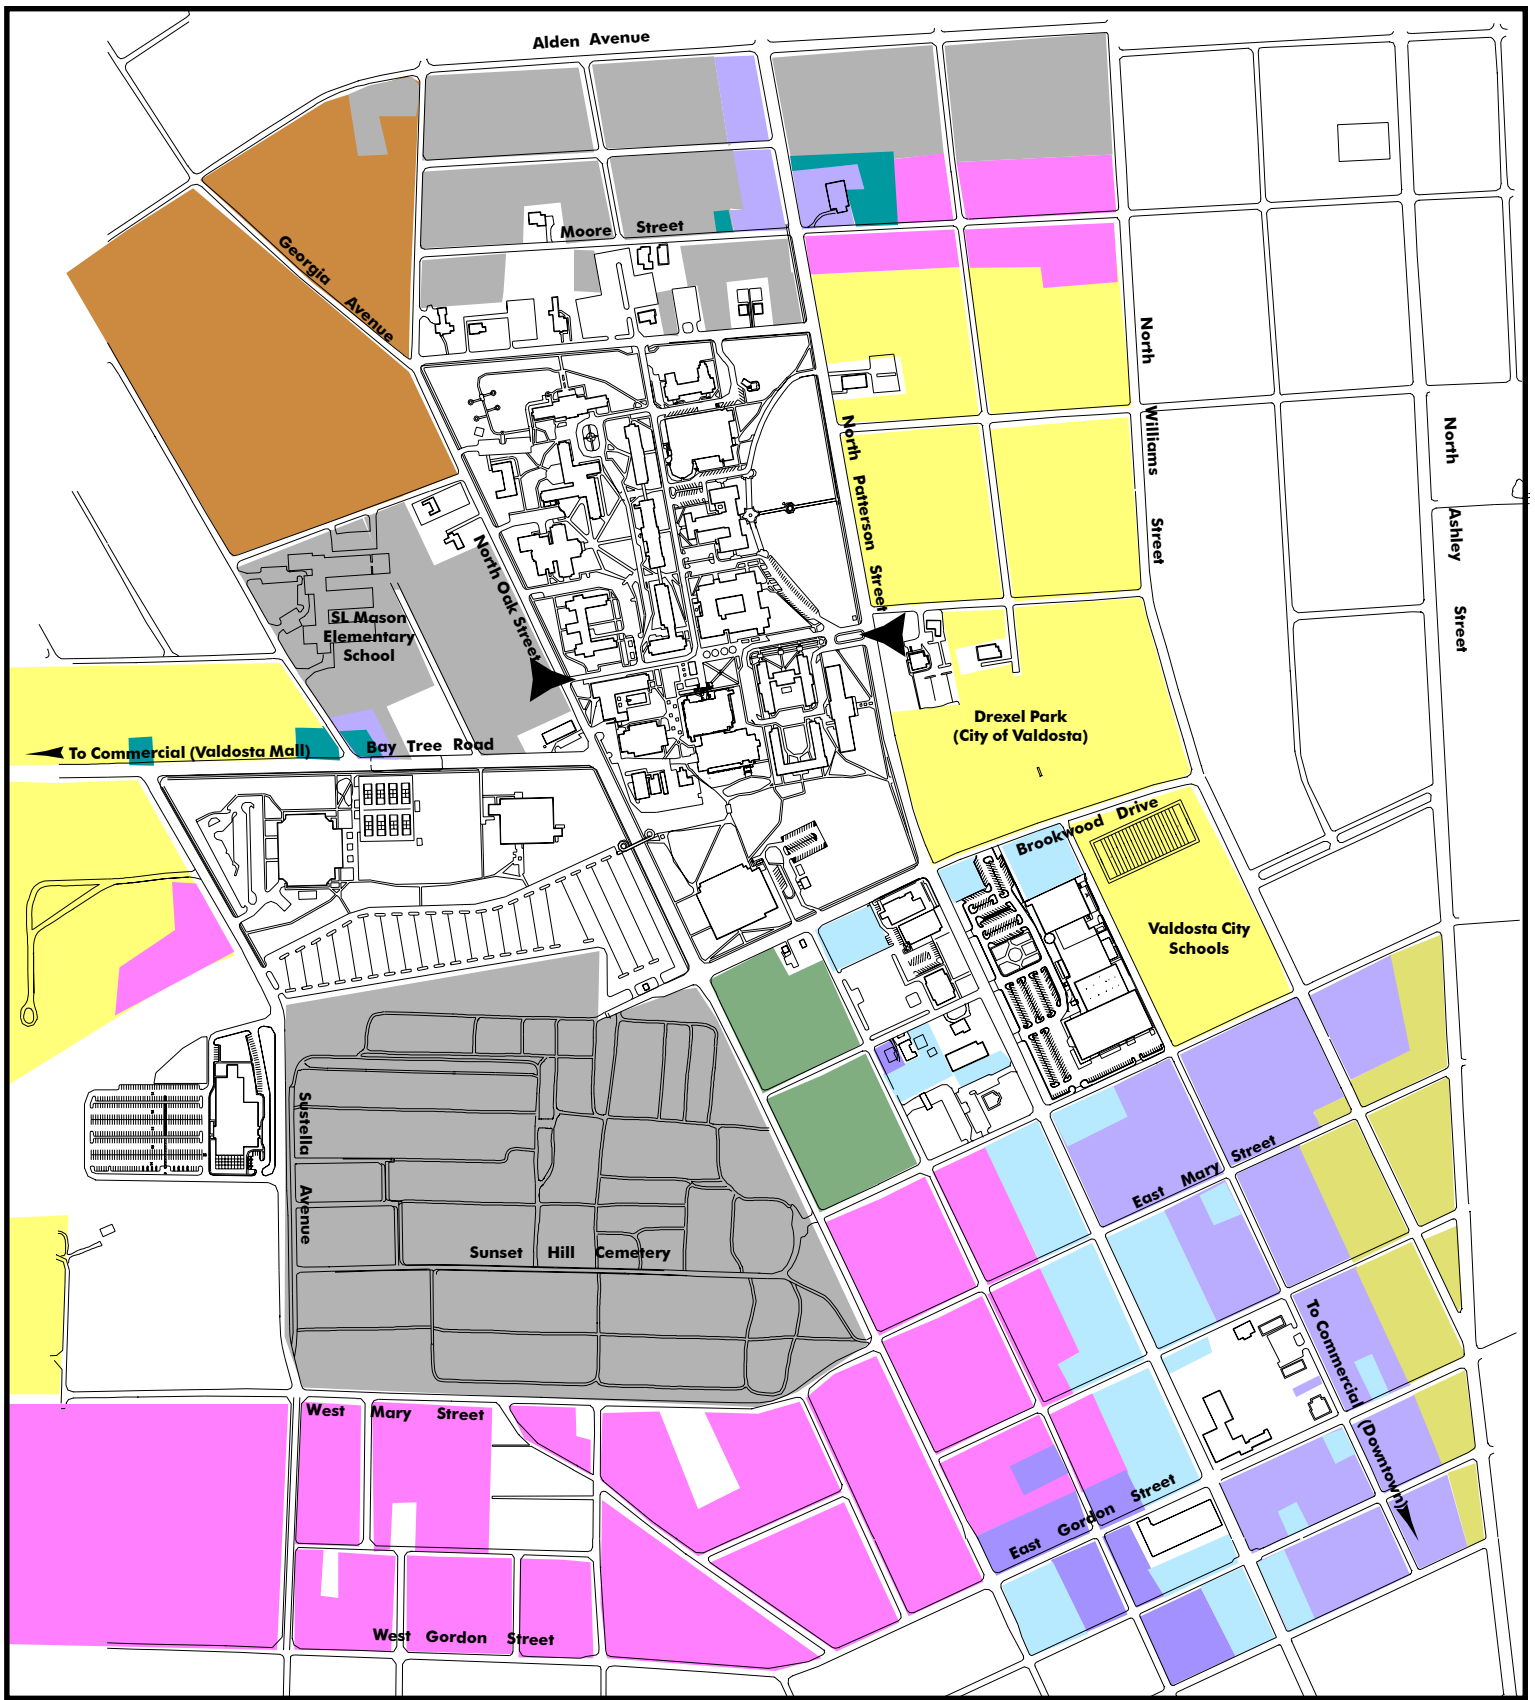 Alden Avenue
Moore Street
Georgia Avenue
North Williams Street
North Patterson Street
North Ashley Street
North Oak Street
SL Mason
Elementary
School
Drexel Park
(City of Valdosta)
To Commercial (Valdosta Mall)
Bay Tree Road
Brookwood Drive
Valdosta City
Schools
Sustella Avenue
East Mary Street
Sunset Hill Cemetery
To Commercial (Downtown)
West Mary Street
East Gordon Street
West Gordon Street